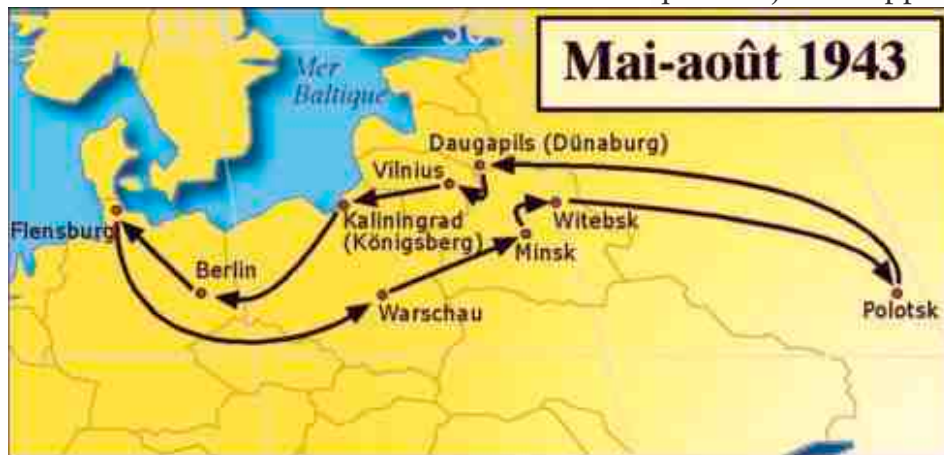 Mai-août 1943
Mer
Baltique
Daugapils (Dünaburg)
Vilnius
Flensburg
Kaliningrad
(Königsberg)
Witebsk
Minsk
Berlin
Warschau
Polotsk